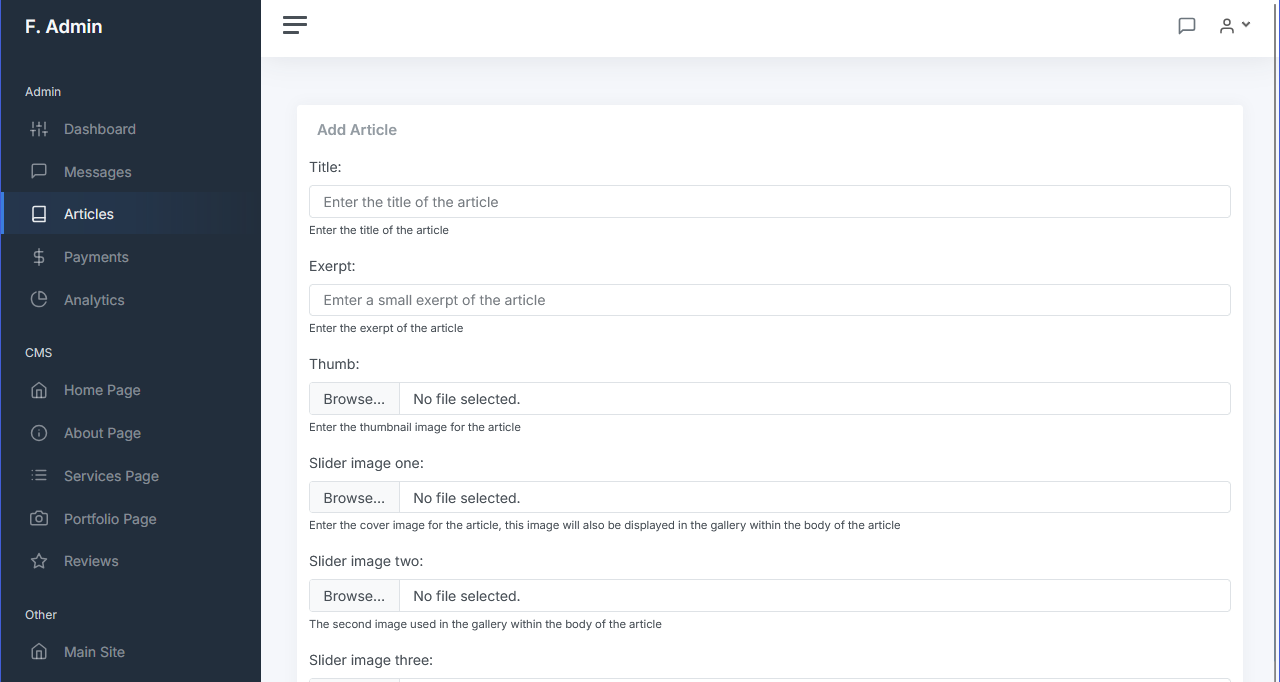 F. Admin
Admin
Dashboard
Messages
Articles
Payments
Analytics
CMS
Home Page
About Page
Services Page
Portfolio Page
Reviews
Other
Main Site
Add Article
Title:
Enter the title of the article
Enter the title of the article
Exerpt:
Emter a small exerpt of the article
Enter the exerpt of the article
Thumb:
Browse... No file selected.
Enter the thumbnail image for the article
Slider image one:
Browse... No file selected.
Enter the cover image for the article, this image will also be displayed in the gallery within the body of the article
Slider image two:
Browse... No file selected.
The second image used in the gallery within the body of the article
Slider image three: